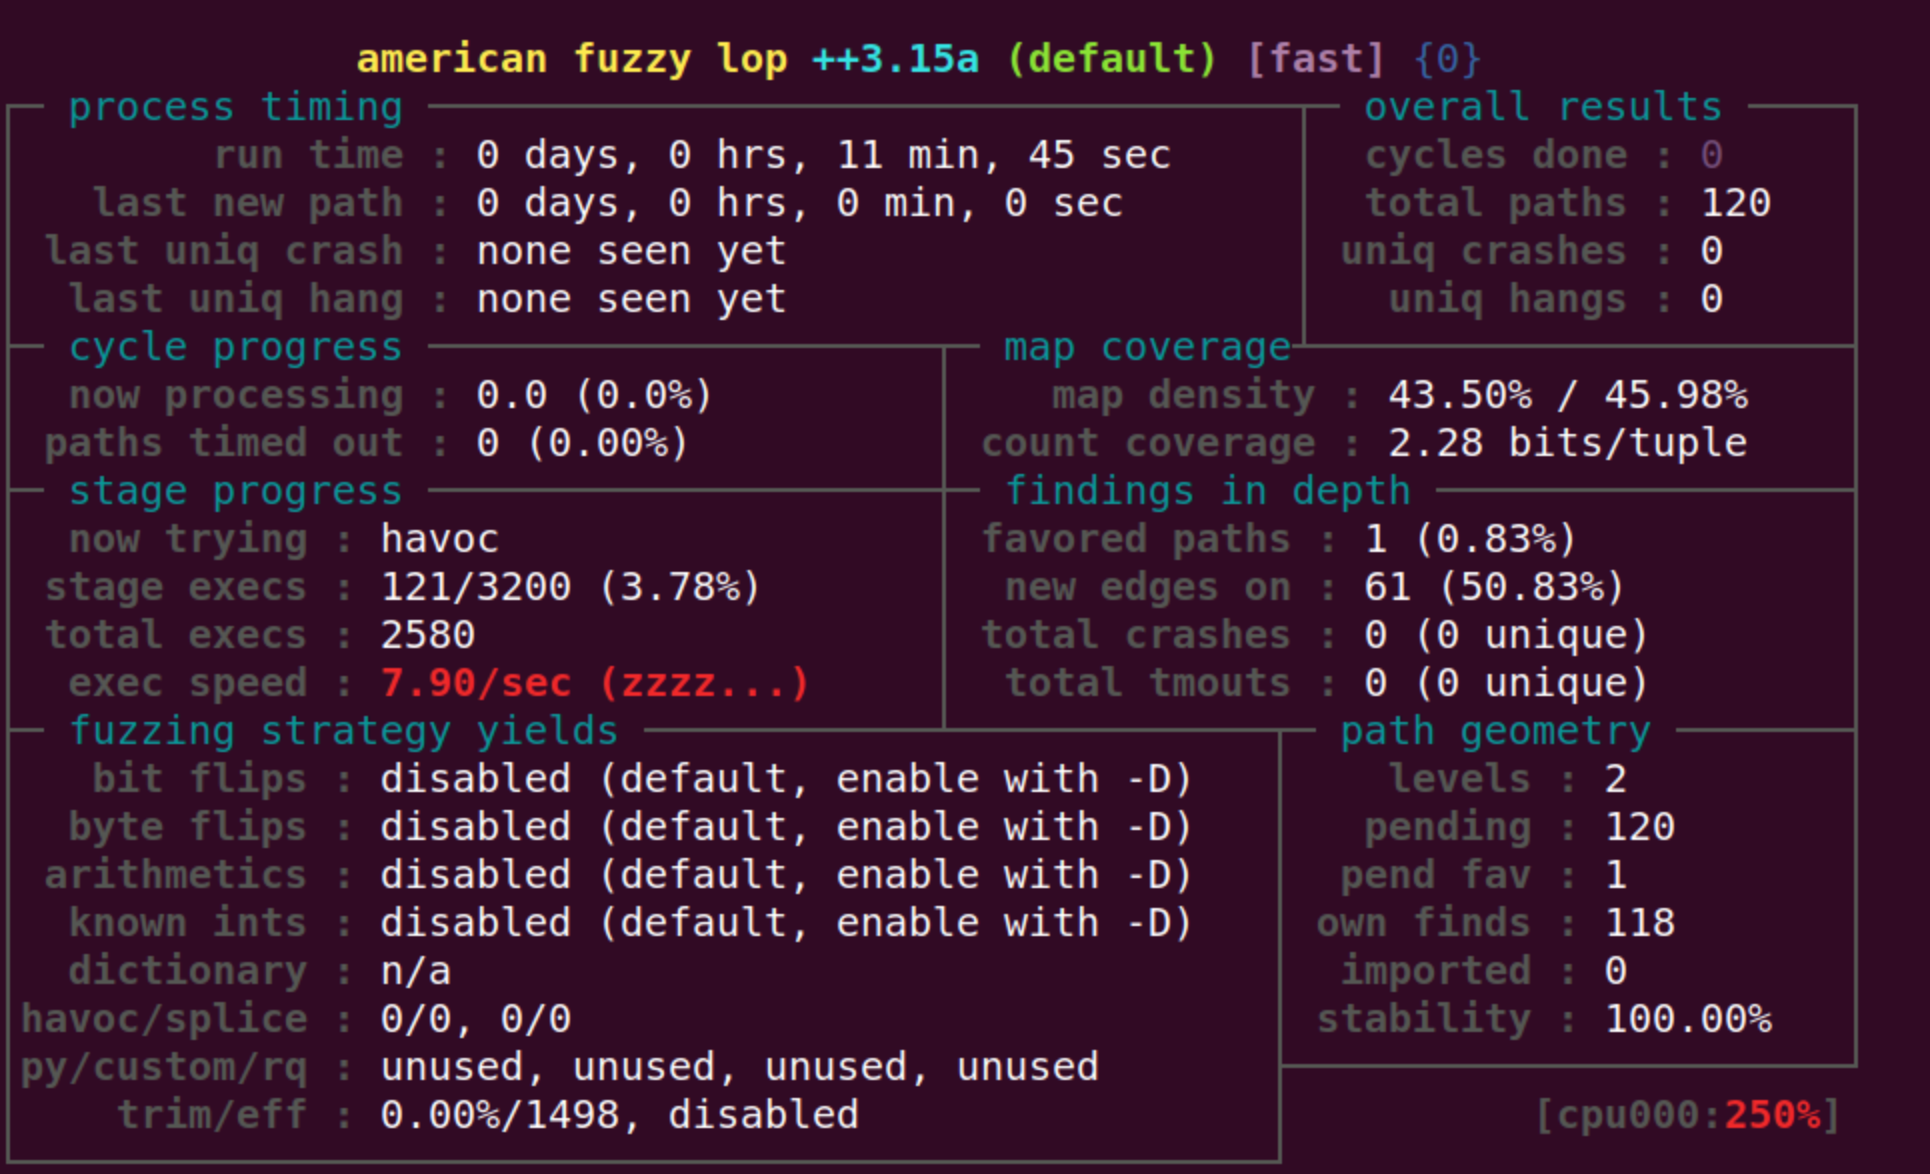 american fuzzy lop ++3.15a (default) [fast] {0}
process timing overall results
run time : 0 days, 0 hrs, 11 min, 45 sec cycles done : 0
last new path : 0 days, 0 hrs, 0 min, 0 sec total paths : 120
last uniq crash : none seen yet uniq crashes : 0
last uniq hang : none seen yet uniq hangs : 0
cycle progress map coverage
now processing : 0.0 (0.0%) map density : 43.50% / 45.98%
paths timed out : 0 (0.00%) count coverage : 2.28 bits/tuple
stage progress findings in depth
now trying : havoc favored paths : 1 (0.83%)
stage execs : 121/3200 (3.78%) new edges on : 61 (50.83%)
total execs : 2580 total crashes : 0 (0 unique)
exec speed : 7.90/sec (zzzz...) total tmouts : 0 (0 unique)
fuzzing strategy yields path geometry
bit flips : disabled (default, enable with -D) levels : 2
byte flips : disabled (default, enable with -D) pending : 120
arithmetics : disabled (default, enable with -D) pend fav : 1
known ints : disabled (default, enable with -D) own finds : 118
dictionary : n/a imported : 0
havoc/splice : 0/0, 0/0 stability : 100.00%
py/custom/rq : unused, unused, unused, unused
trim/eff : 0.00%/1498, disabled [cpu000:250%]